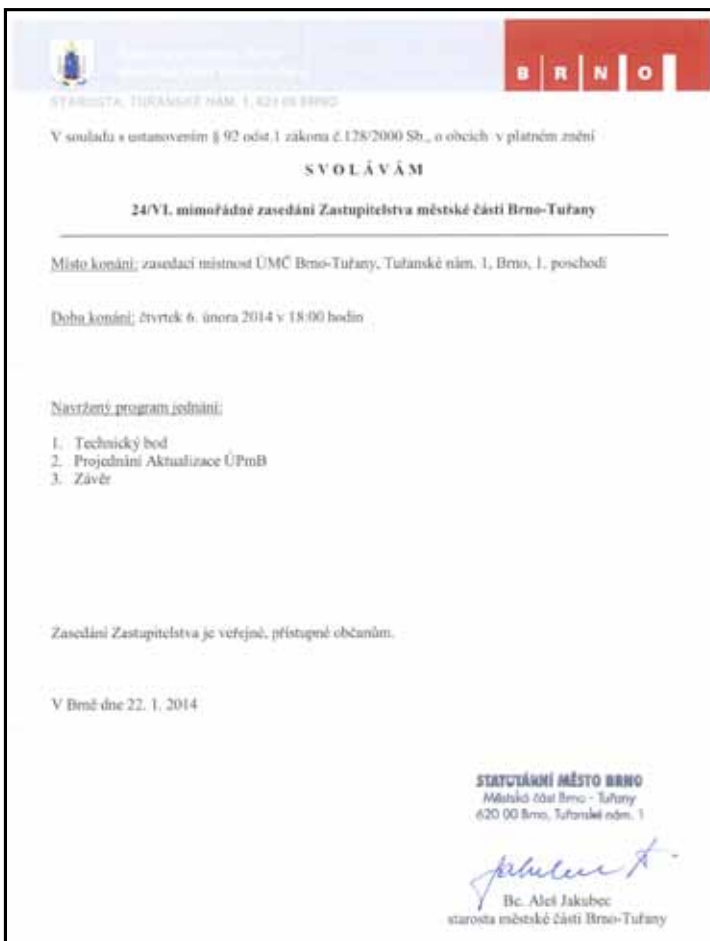 B R N O
STAROSTA, TUŘANSKÉ NÁM. 1, 620 00 BRNO
V souladu s ustanovením § 92 odst.1 zákona č.128/2000 Sb., o obcích v platném znění
S V O L Á V Á M
24/VI. mimořádné zasedání Zastupitelstva městské části Brno-Tuřany
Místo konání: zasedací místnost ÚMČ Brno-Tuřany, Tuřanské nám. 1, Brno, 1. poschodí
Doba konání: čtvrtek 6. února 2014 v 18:00 hodin
Navržený program jednání:
1. Technický bod
2. Projednání Aktualizace ÚPmB
3. Závěr
Zasedání Zastupitelstva je veřejné, přístupné občanům.
V Brně dne 22. 1. 2014
STATUTÁRNÍ MĚSTO BRNO
Městská část Brno - Tuřany
620 00 Brno, Tuřanské nám. 1
Bc. Aleš Jakubec
starosta městské části Brno-Tuřany